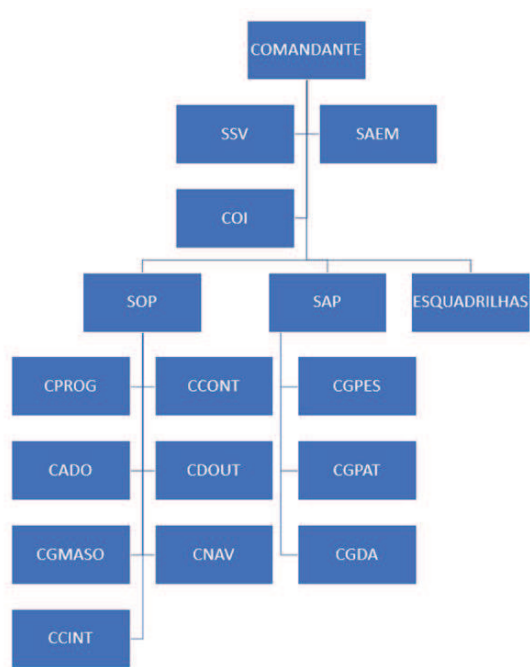 COMANDANTE
SSV
SAEM
COI
SOP
SAP
ESQUADRILHAS
CPROG
CCONT
CGPES
CADO
CDOUT
CGPAT
CGMASO
CNAV
CGDA
CCINT